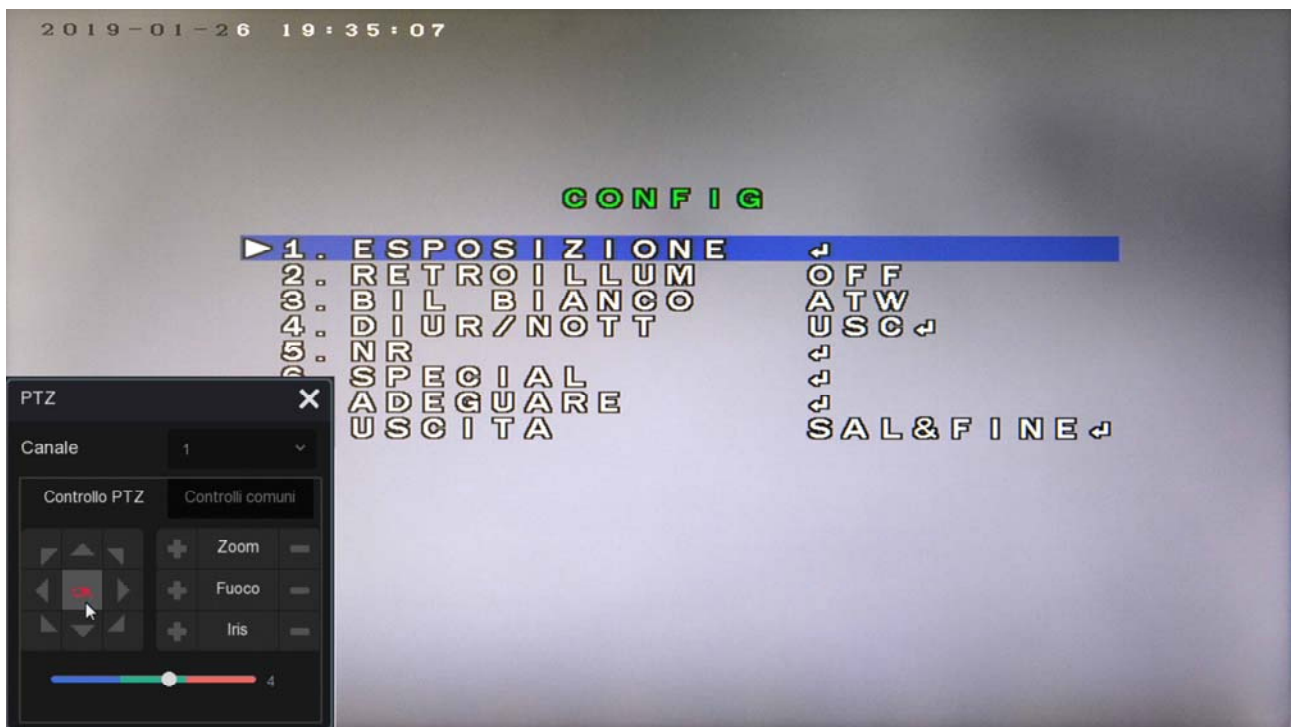 2019-01-26 19:35:07
CONFIG
1. ESPOSIZIONE ↲
2. RETROILLUM OFF
3. BIL BIANCO ATW
4. DIUR/NOTT USC↲
5. NR ↲
SPECIAL ↲
ADEGUARE ↲
USCITA SAL&FINE↲
PTZ
Canale 1
Controllo PTZ Controlli comuni
Zoom
Fuoco
Iris
4